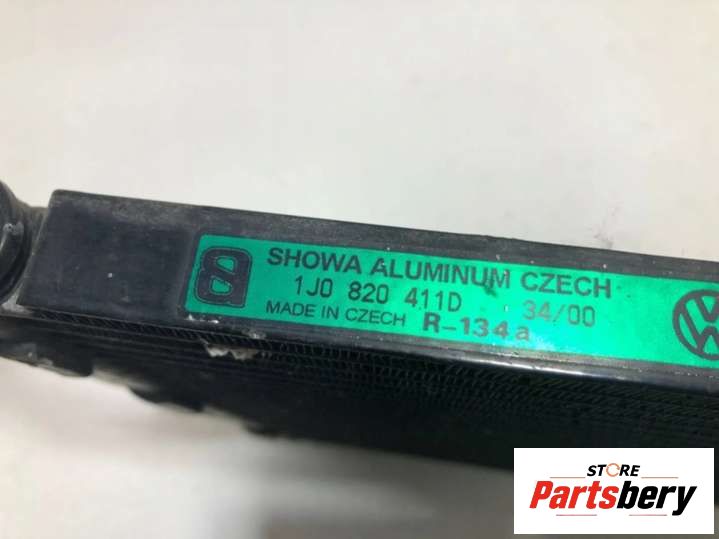 SHOWA ALUMINUM CZECH
1J0 820 411D 34/00
MADE IN CZECH R-134a
STORE
Partsbery